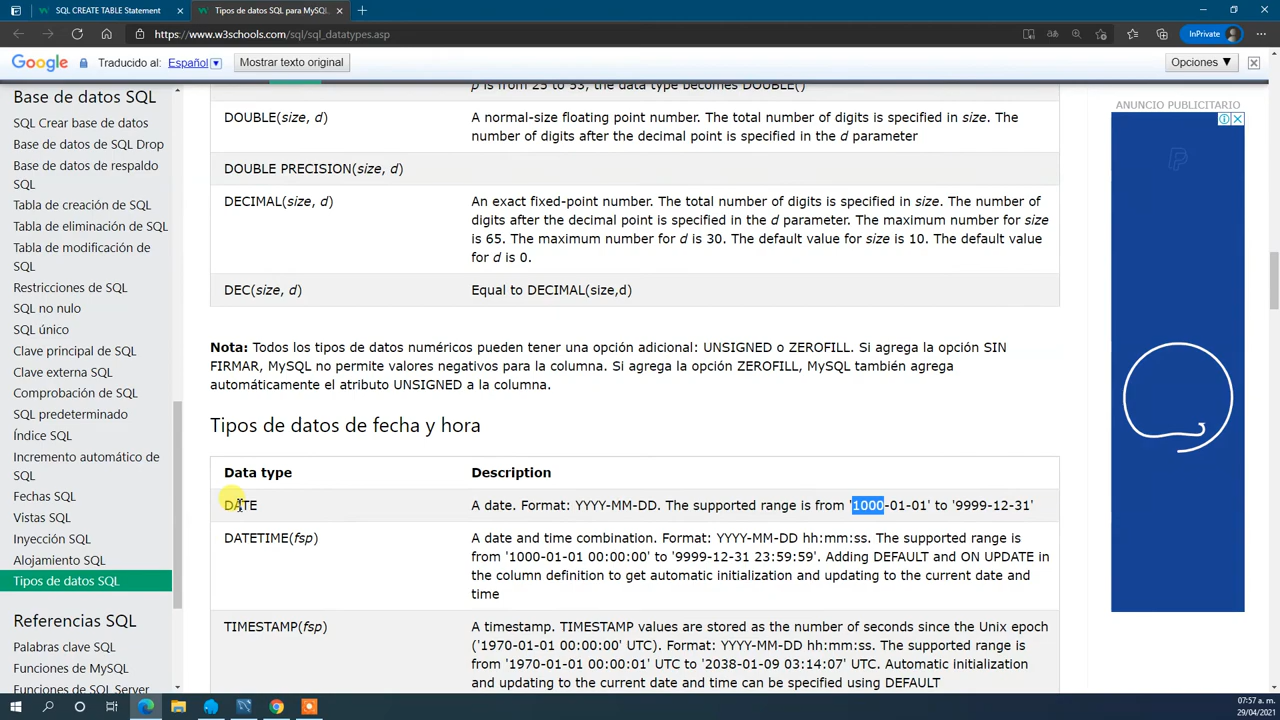 SQL CREATE TABLE Statement
Tipos de datos SQL para MySQL
https://www.w3schools.com/sql/sql_datatypes.asp
InPrivate
Google
Traducido al:
Español
Mostrar texto original
Opciones ▼
Base de datos SQL
SQL Crear base de datos
Base de datos de SQL Drop
Base de datos de respaldo
SQL
Tabla de creación de SQL
Tabla de eliminación de SQL
Tabla de modificación de
SQL
Restricciones de SQL
SQL no nulo
SQL único
Clave principal de SQL
Clave externa SQL
Comprobación de SQL
SQL predeterminado
Índice SQL
Incremento automático de
SQL
Fechas SQL
Vistas SQL
Inyección SQL
Alojamiento SQL
Tipos de datos SQL
Referencias SQL
Palabras clave SQL
Funciones de MySQL
Funciones de SQL Server
p is from 25 to 53, the data type becomes DOUBLE()
DOUBLE(size, d)
A normal-size floating point number. The total number of digits is specified in size. The
number of digits after the decimal point is specified in the d parameter
DOUBLE PRECISION(size, d)
DECIMAL(size, d)
An exact fixed-point number. The total number of digits is specified in size. The number of
digits after the decimal point is specified in the d parameter. The maximum number for size
is 65. The maximum number for d is 30. The default value for size is 10. The default value
for d is 0.
DEC(size, d)
Equal to DECIMAL(size,d)
Nota: Todos los tipos de datos numéricos pueden tener una opción adicional: UNSIGNED o ZEROFILL. Si agrega la opción SIN
FIRMAR, MySQL no permite valores negativos para la columna. Si agrega la opción ZEROFILL, MySQL también agrega
automáticamente el atributo UNSIGNED a la columna.
Tipos de datos de fecha y hora
Data type
Description
DATE
A date. Format: YYYY-MM-DD. The supported range is from '1000-01-01' to '9999-12-31'
DATETIME(fsp)
A date and time combination. Format: YYYY-MM-DD hh:mm:ss. The supported range is
from '1000-01-01 00:00:00' to '9999-12-31 23:59:59'. Adding DEFAULT and ON UPDATE in
the column definition to get automatic initialization and updating to the current date and
time
TIMESTAMP(fsp)
A timestamp. TIMESTAMP values are stored as the number of seconds since the Unix epoch
('1970-01-01 00:00:00' UTC). Format: YYYY-MM-DD hh:mm:ss. The supported range is
from '1970-01-01 00:00:01' UTC to '2038-01-09 03:14:07' UTC. Automatic initialization
and updating to the current date and time can be specified using DEFAULT
ANUNCIO PUBLICITARIO
07:57 a. m.
29/04/2021